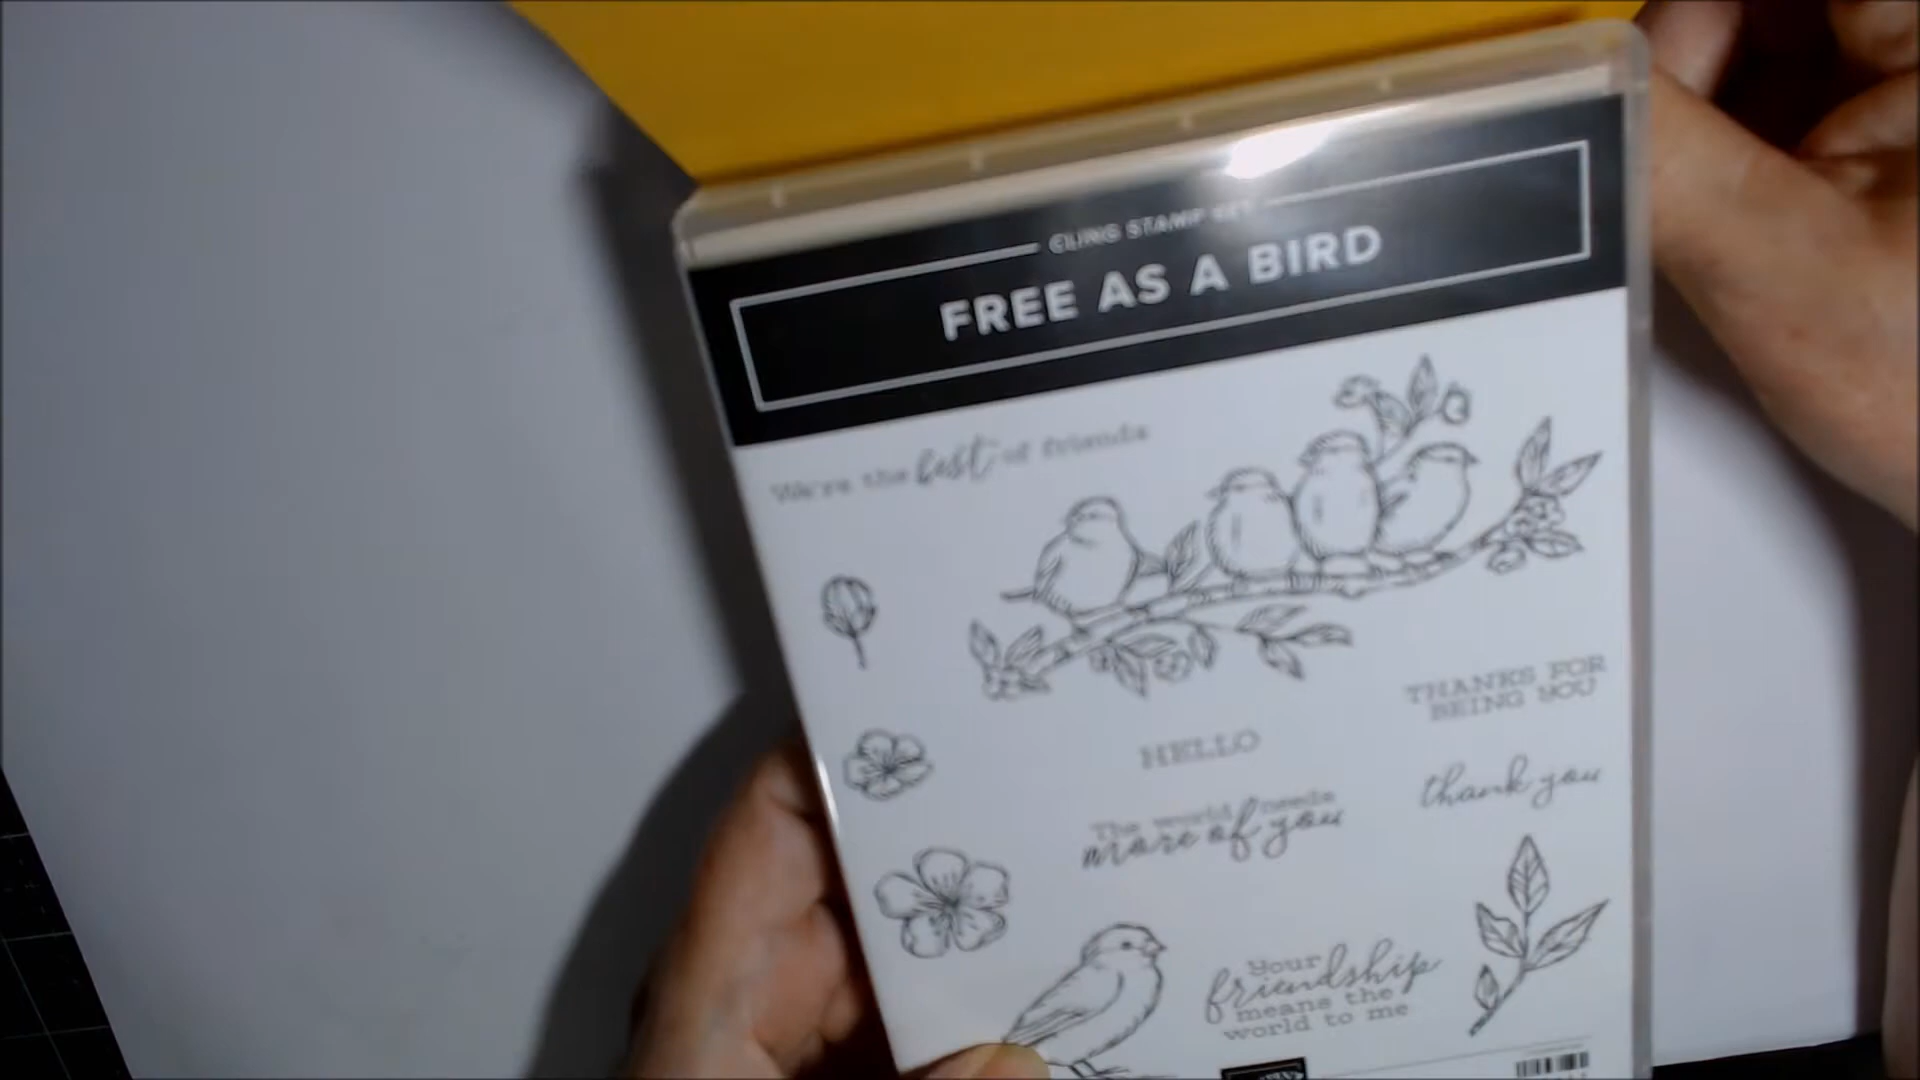 CLING STAMP SET
FREE AS A BIRD
We're the best of friends
THANKS FOR
BEING YOU
HELLO
thank you
The world needs
more of you
Your
friendship
means the
world to me